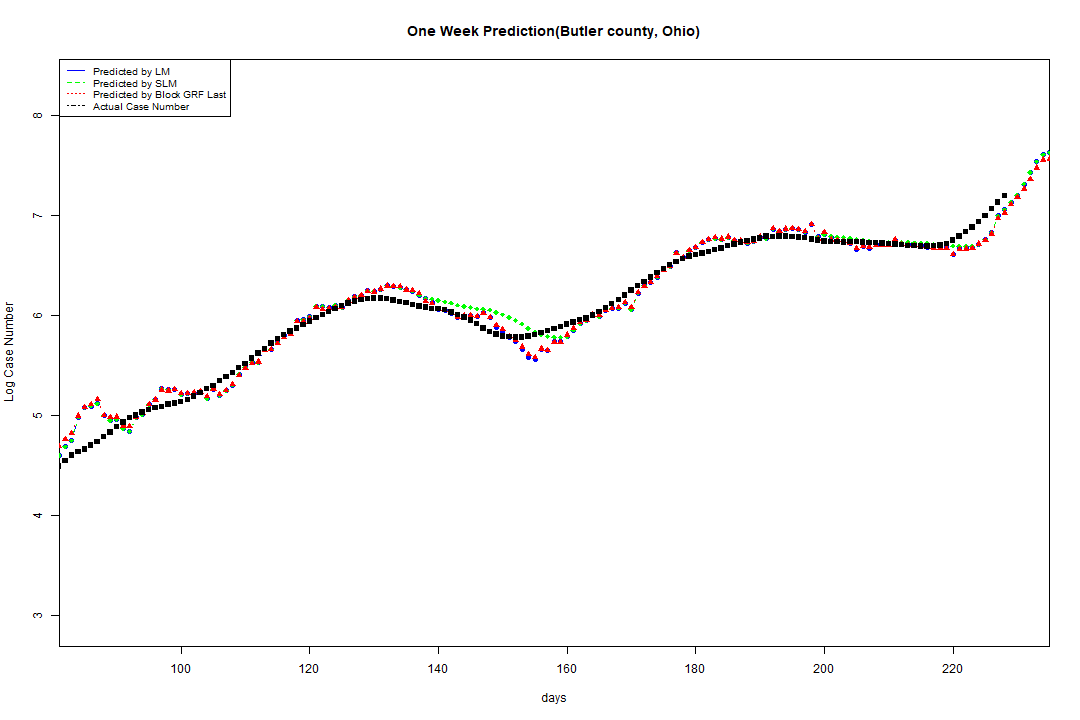 One Week Prediction(Butler county, Ohio)
Predicted by LM
Predicted by SLM
Predicted by Block GRF Last
Actual Case Number
8
7
6
5
4
3
Log Case Number
100 120 140 160 180 200 220
days